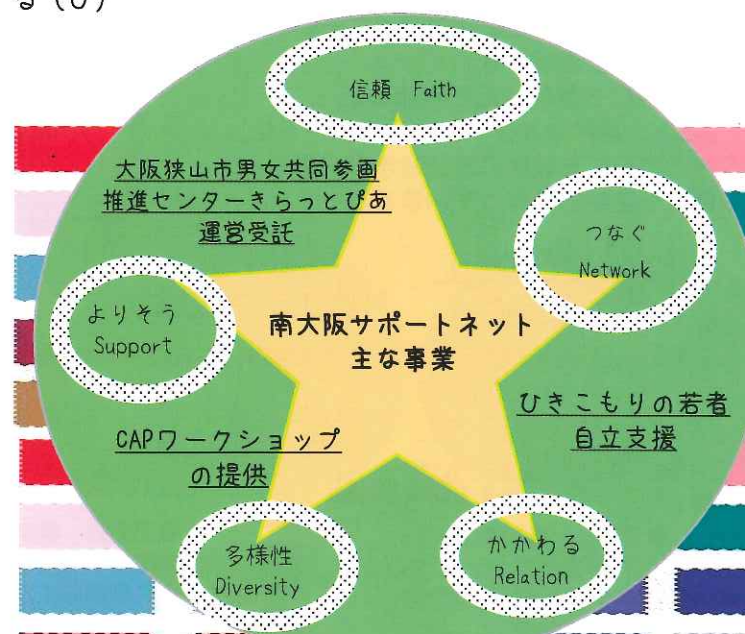 る(し)
信頼 Faith
大阪狭山市男女共同参画
推進センターきらっとぴあ
運営受託
つなぐ
Network
よりそう
Support
南大阪サポートネット
主な事業
ひきこもりの若者
自立支援
CAPワークショップ
の提供
多様性
Diversity
かかわる
Relation